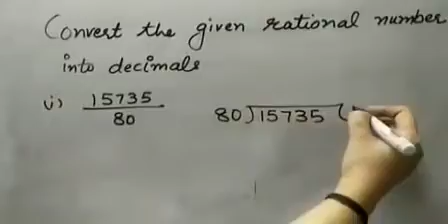 Convert the given rational number
into decimals
i) 15735
80
80) 15735 (